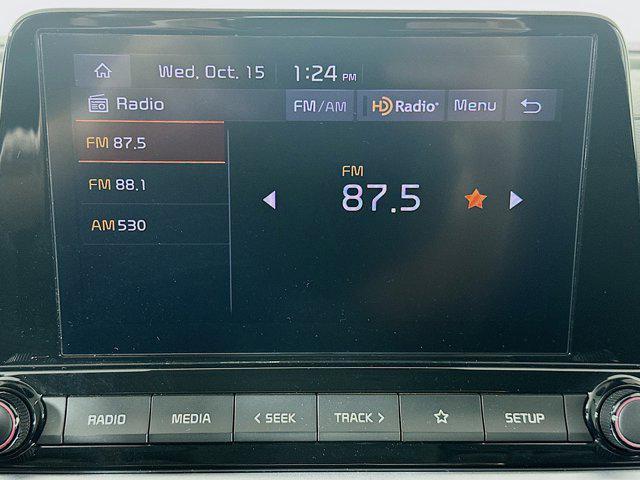 Wed, Oct. 15 1:24 PM
Radio FM/AM HD Radio Menu
FM 87.5
FM 88.1
AM 530
FM
87.5
RADIO MEDIA < SEEK TRACK > SETUP